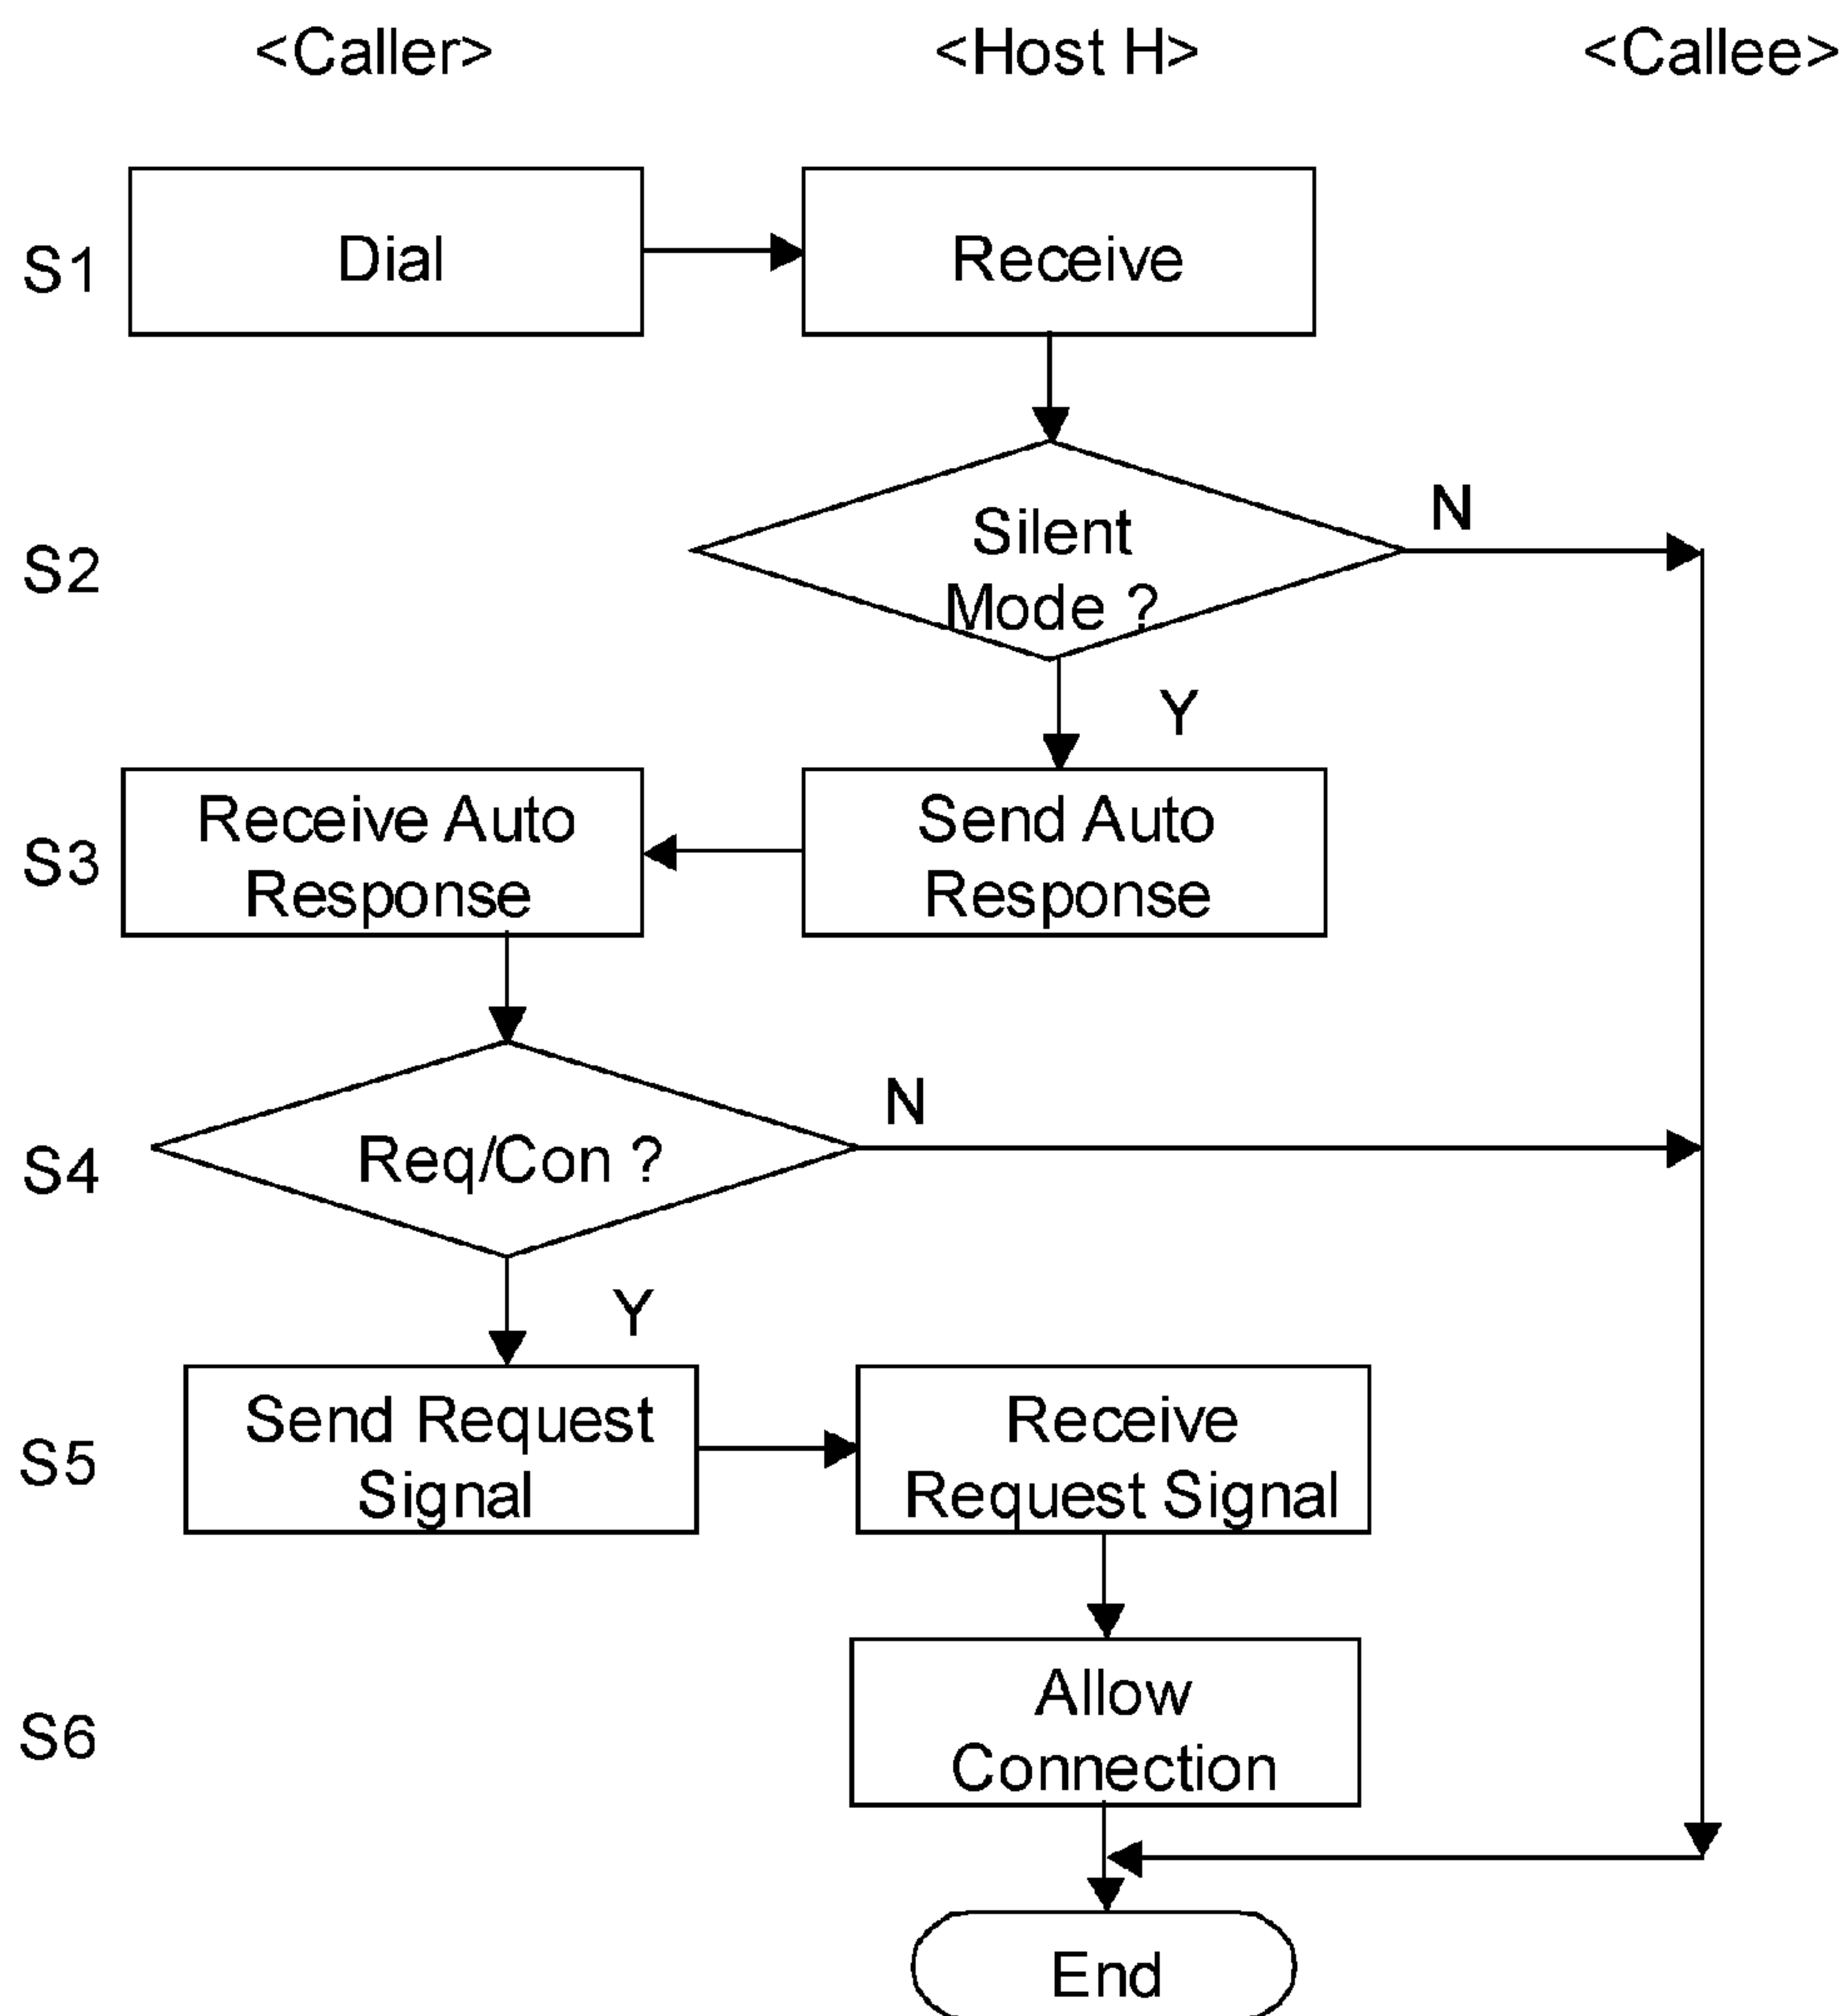 <Caller>
<Host H>
<Callee>
S1
Dial
Receive
S2
Silent
Mode ?
N
Y
S3
Receive Auto
Response
Send Auto
Response
S4
Req/Con ?
N
Y
S5
Send Request
Signal
Receive
Request Signal
S6
Allow
Connection
End